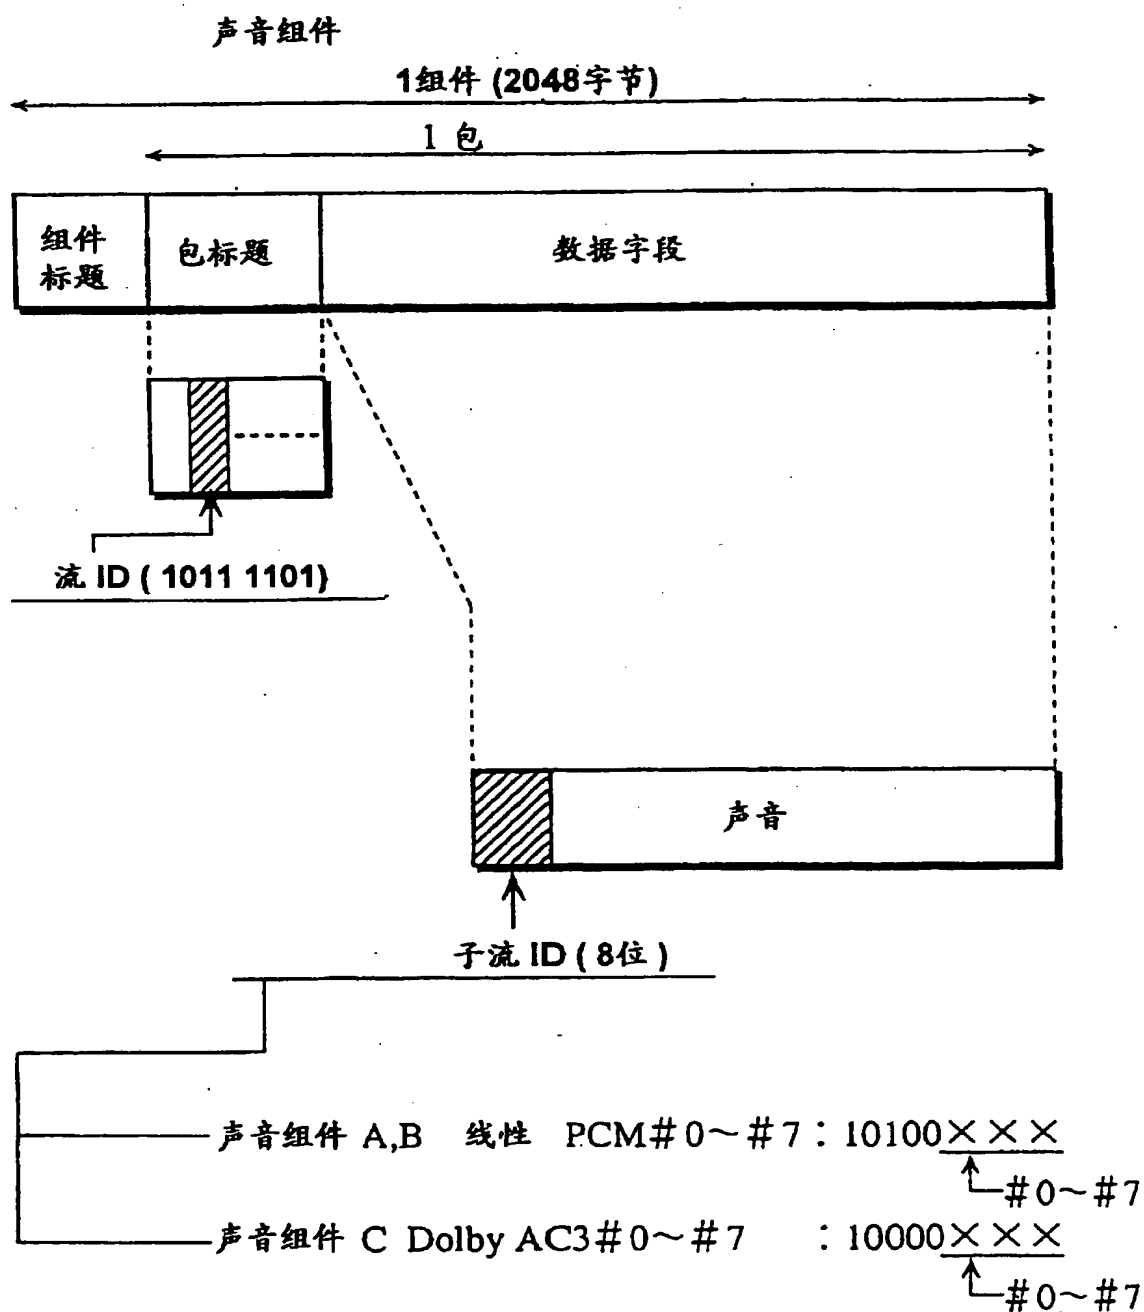 声音组件
1组件 (2048字节)
1 包
组件
标题
包标题
数据字段
流 ID ( 1011 1101)
声音
子流 ID ( 8位 )
声音组件 A,B 线性 PCM#0~#7:10100×××
#0~#7
声音组件 C Dolby AC3#0~#7 :10000×××
#0~#7